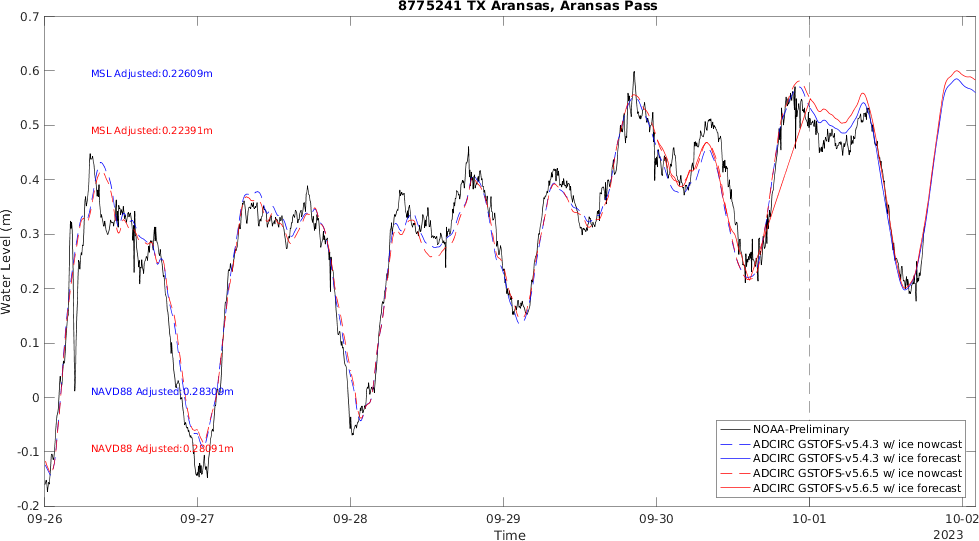 8775241 TX Aransas, Aransas Pass
0.7
0.6
0.5
0.4
0.3
0.2
0.1
0
-0.1
-0.2
Water Level (m)
MSL Adjusted:0.22609m
MSL Adjusted:0.22391m
NAVD88 Adjusted:0.28309m
NAVD88 Adjusted:0.28091m
NOAA-Preliminary
ADCIRC GSTOFS-v5.4.3 w/ ice nowcast
ADCIRC GSTOFS-v5.4.3 w/ ice forecast
ADCIRC GSTOFS-v5.6.5 w/ ice nowcast
ADCIRC GSTOFS-v5.6.5 w/ ice forecast
09-26 09-27 09-28 09-29 09-30 10-01 10-02
Time
2023